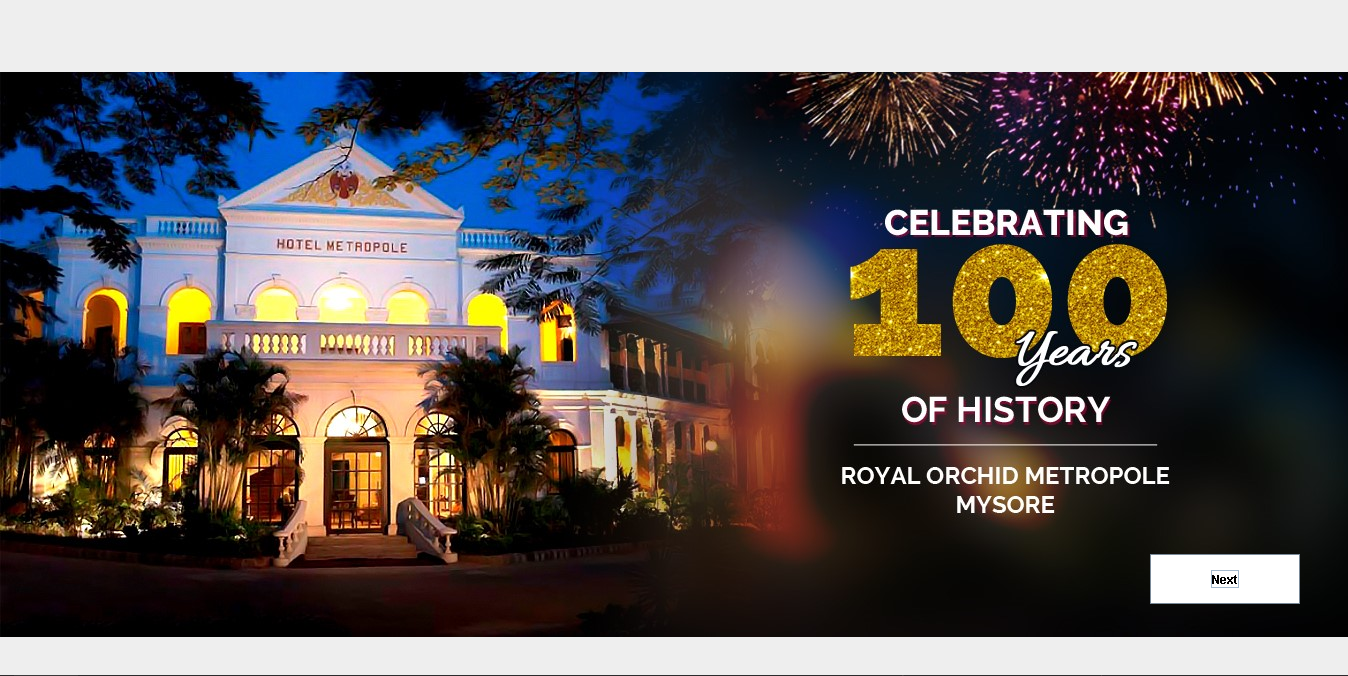 HOTEL METROPOLE
CELEBRATING
100
Years
OF HISTORY
ROYAL ORCHID METROPOLE
MYSORE
Next